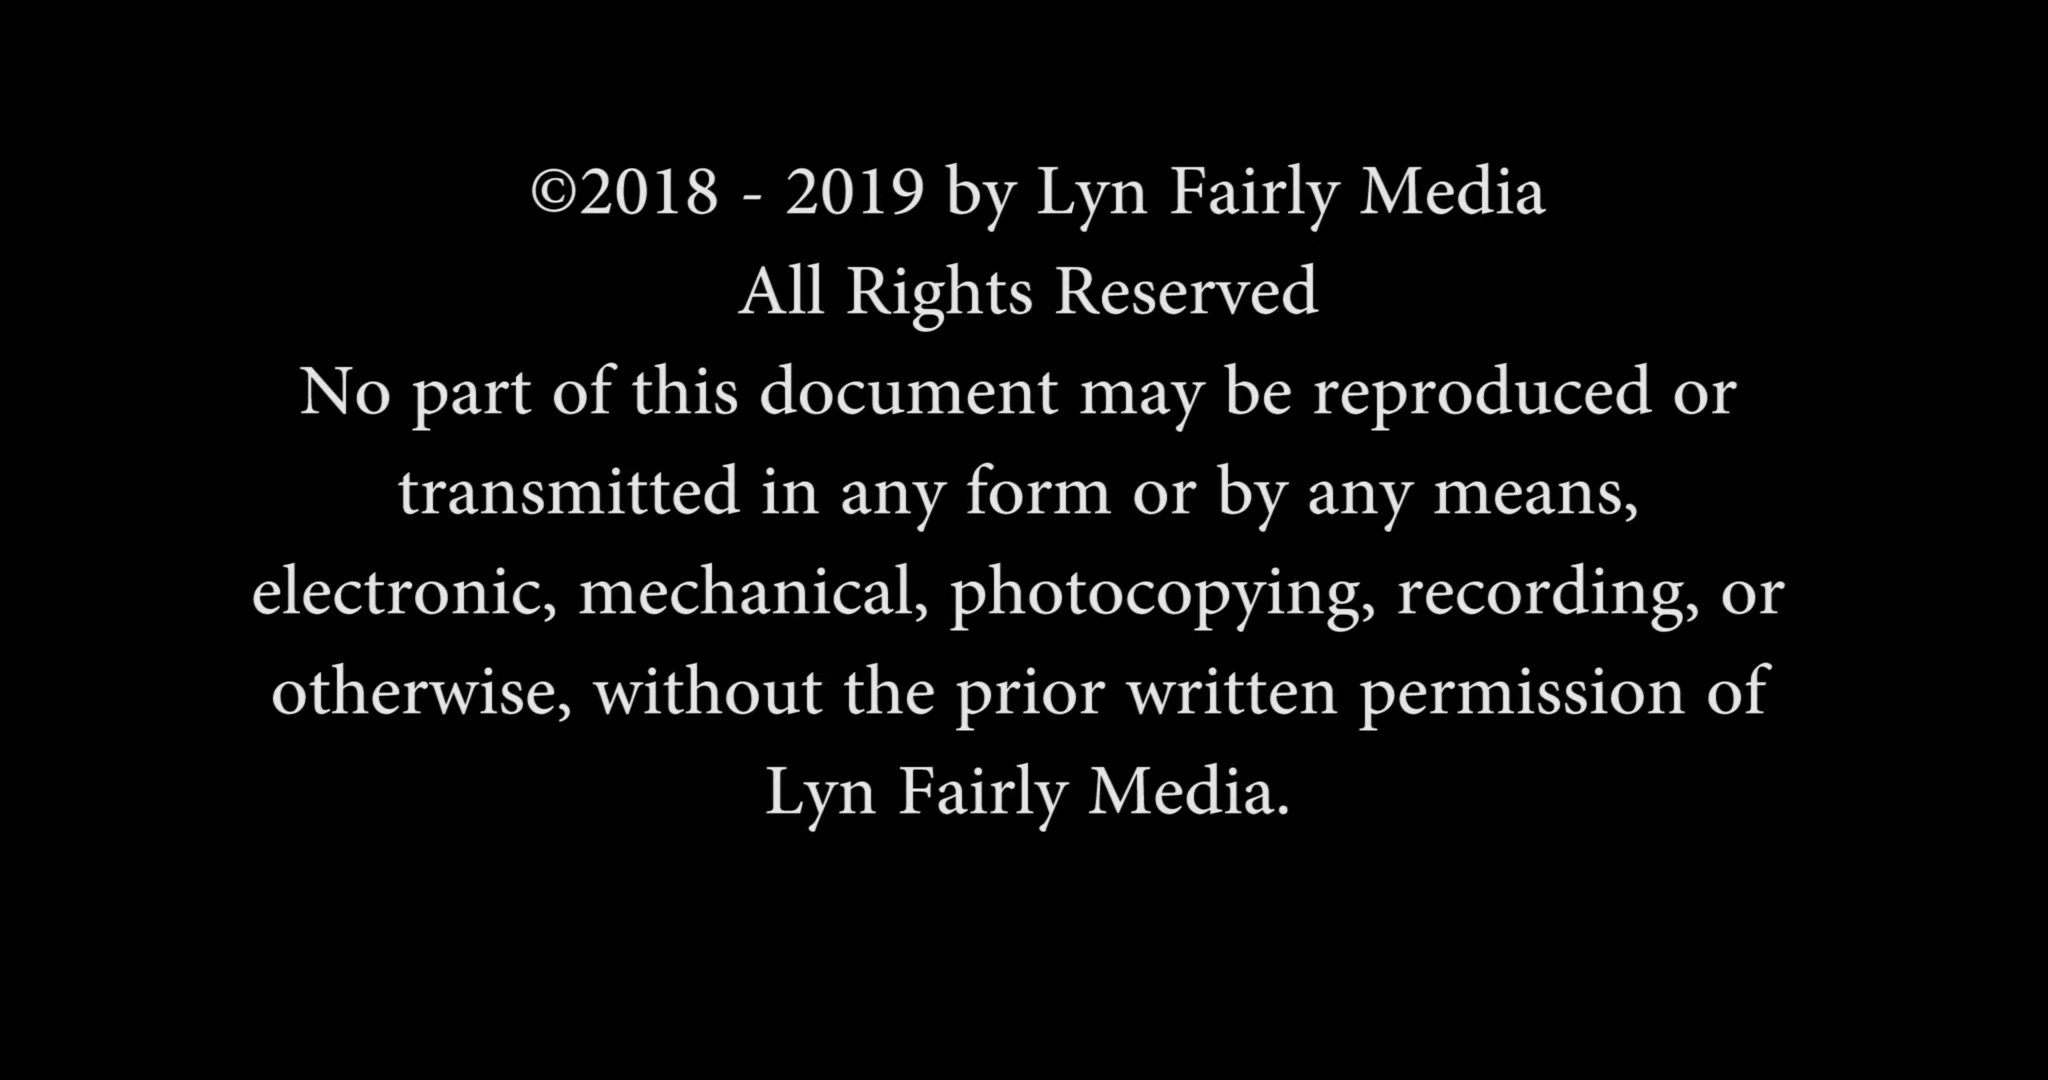 ©2018 - 2019 by Lyn Fairly Media
All Rights Reserved
No part of this document may be reproduced or
transmitted in any form or by any means,
electronic, mechanical, photocopying, recording, or
otherwise, without the prior written permission of
Lyn Fairly Media.